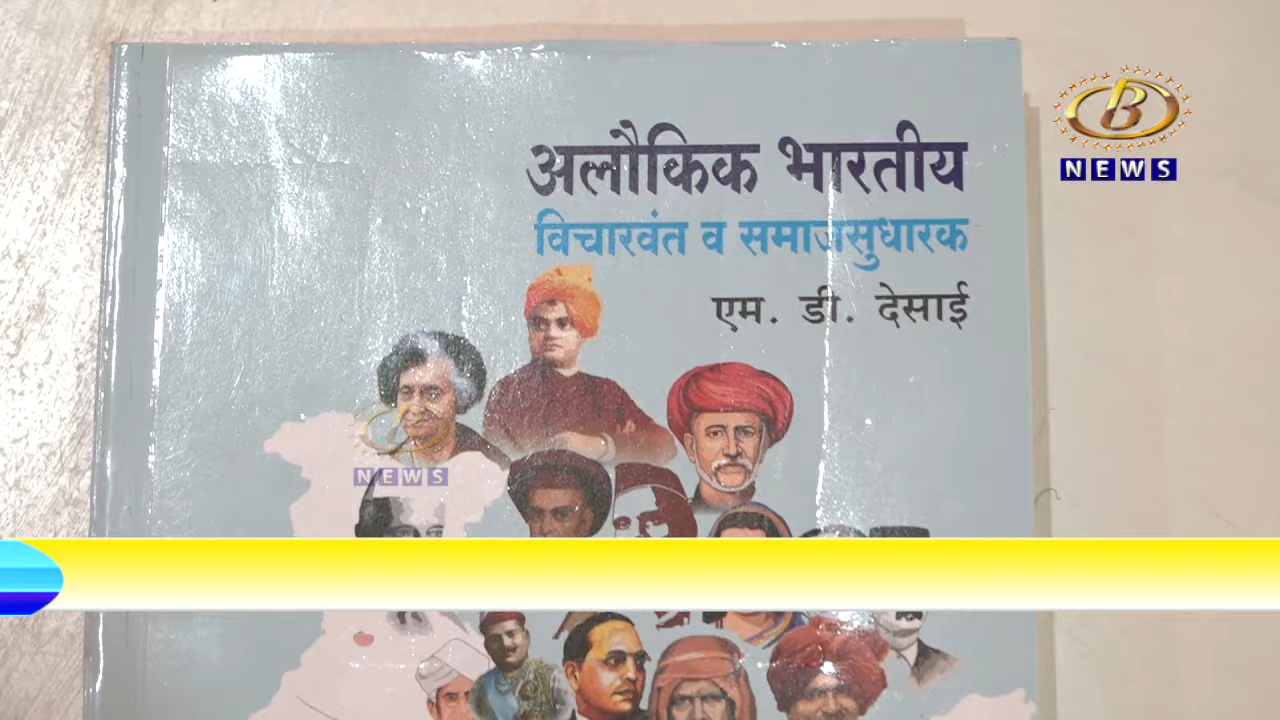 अलौकिक भारतीय
विचारवंत व समाजसुधारक
एम. डी. देसाई
B
NEWS
NEWS